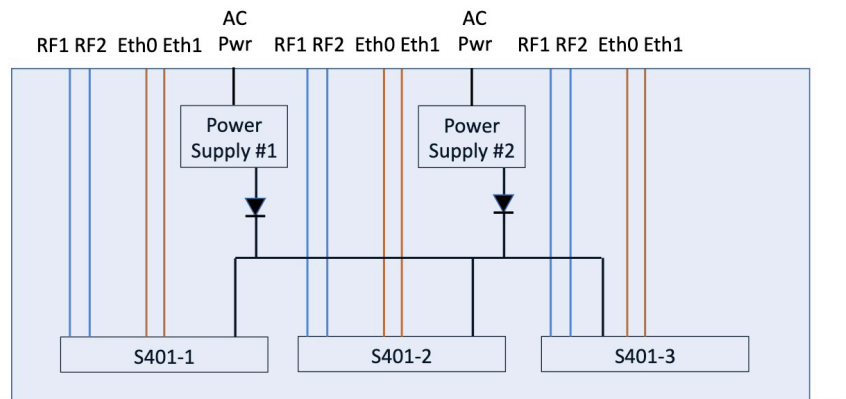 AC
AC
RF1 RF2 Eth0 Eth1 Pwr RF1 RF2 Eth0 Eth1 Pwr RF1 RF2 Eth0 Eth1
Power
Supply #1
Power
Supply #2
S401-1
S401-2
S401-3